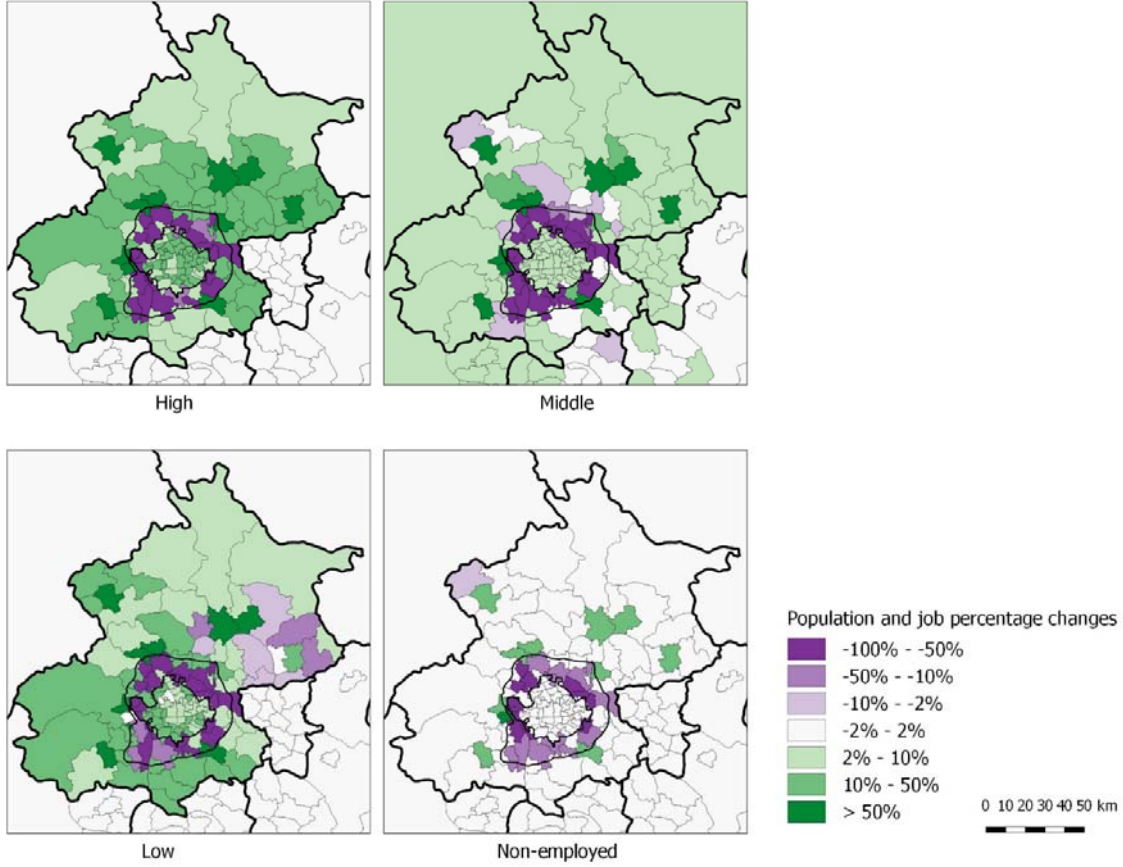 High
Middle
Low
Non-employed
Population and job percentage changes
-100% - -50%
-50% - -10%
-10% - -2%
-2% - 2%
2% - 10%
10% - 50%
> 50%
0 10 20 30 40 50 km